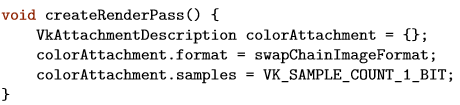 void createRenderPass() {
    VkAttachmentDescription colorAttachment = {};
    colorAttachment.format = swapChainImageFormat;
    colorAttachment.samples = VK_SAMPLE_COUNT_1_BIT;
}